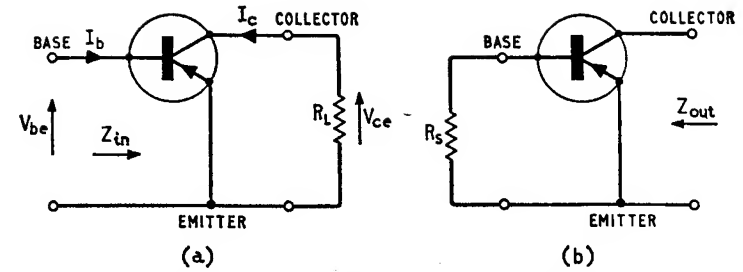 I_c COLLECTOR
BASE I_b
V_be
Z_in
R_L
V_ce
EMITTER
(a)
COLLECTOR
BASE
R_S
Z_out
EMITTER
(b)